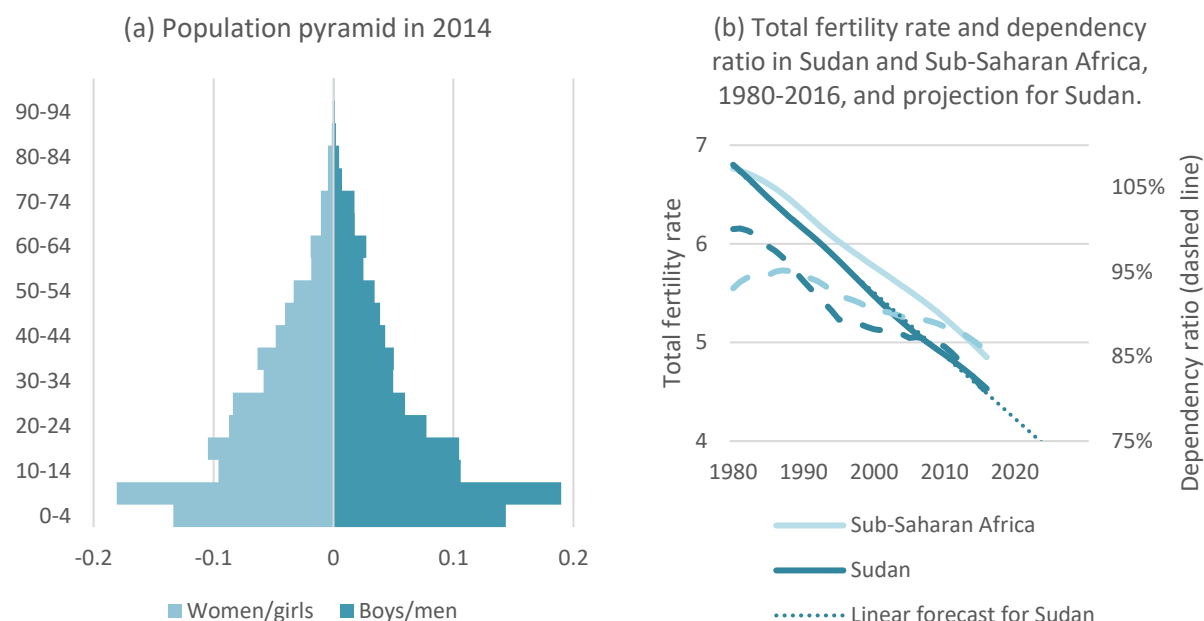 (a) Population pyramid in 2014
90-94
80-84
70-74
60-64
50-54
40-44
30-34
20-24
10-14
0-4
-0.2 -0.1 0 0.1 0.2
Women/girls Boys/men
(b) Total fertility rate and dependency
ratio in Sudan and Sub-Saharan Africa,
1980-2016, and projection for Sudan.
Total fertility rate
7
6
5
4
105%
95%
85%
75%
Dependency ratio (dashed line)
1980 1990 2000 2010 2020
Sub-Saharan Africa
Sudan
Linear forecast for Sudan